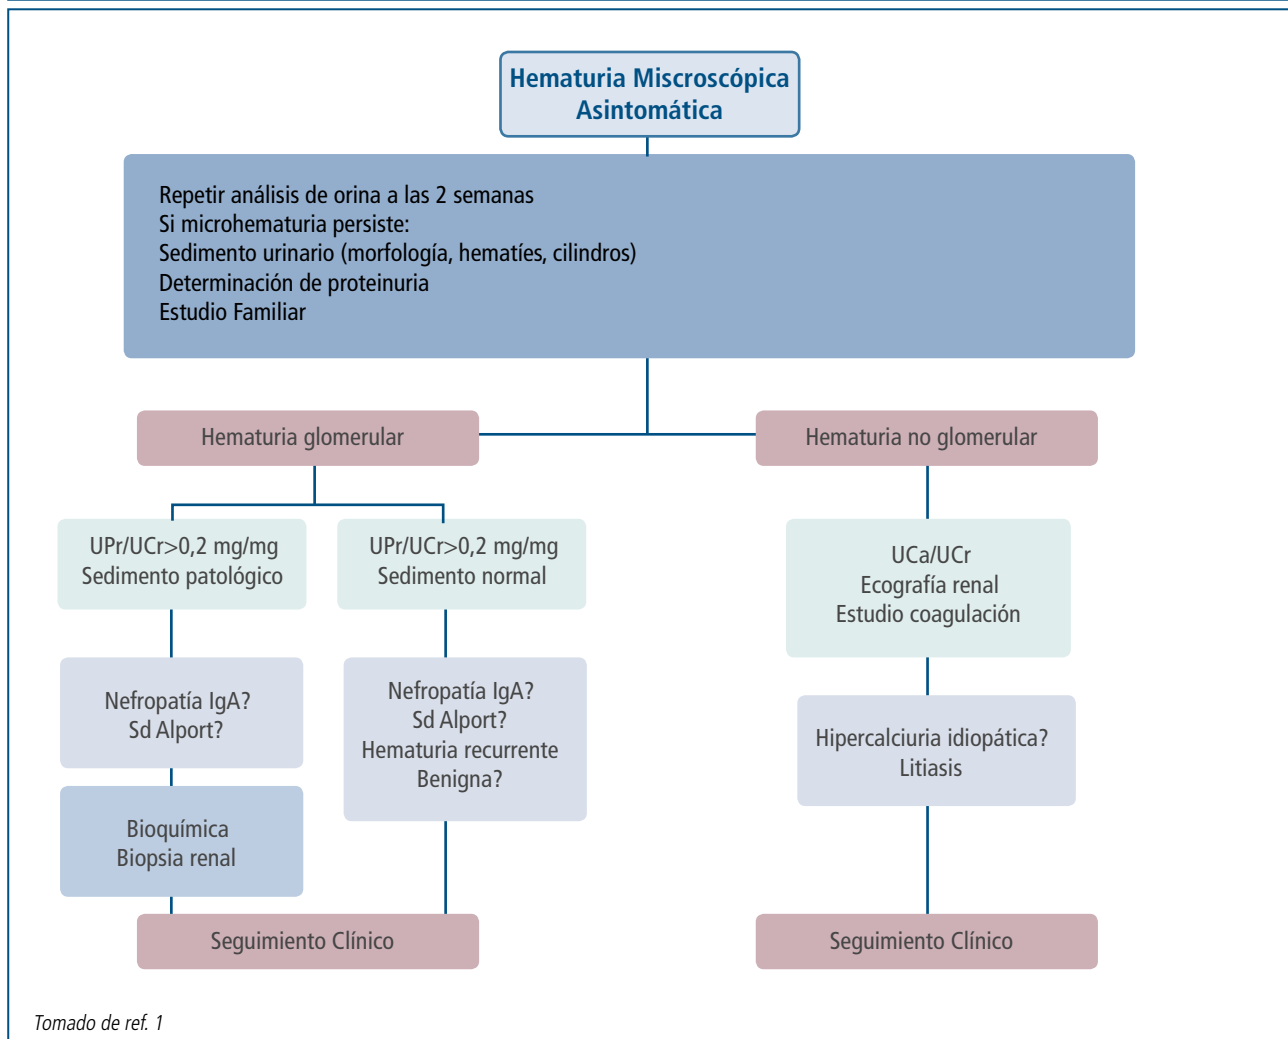 Hematuria Miscroscópica
Asintomática
Repetir análisis de orina a las 2 semanas
Si microhematuria persiste:
Sedimento urinario (morfología, hematíes, cilindros)
Determinación de proteinuria
Estudio Familiar
Hematuria glomerular
Hematuria no glomerular
UPr/UCr>0,2 mg/mg
Sedimento patológico
UPr/UCr>0,2 mg/mg
Sedimento normal
UCa/UCr
Ecografía renal
Estudio coagulación
Nefropatía IgA?
Sd Alport?
Nefropatía IgA?
Sd Alport?
Hematuria recurrente
Benigna?
Hipercalciuria idiopática?
Litiasis
Bioquímica
Biopsia renal
Seguimiento Clínico
Seguimiento Clínico
Tomado de ref. 1